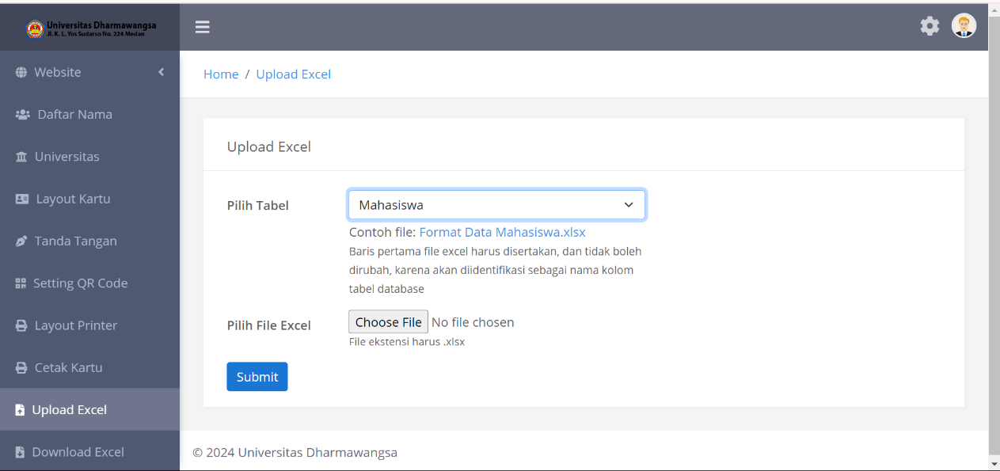 Universitas Dharmawangsa
Jl. K. L. Yos Sudarso No. 224 Medan
Website
Daftar Nama
Universitas
Layout Kartu
Tanda Tangan
Setting QR Code
Layout Printer
Cetak Kartu
Upload Excel
Download Excel
Home / Upload Excel
Upload Excel
Pilih Tabel
Mahasiswa
Contoh file: Format Data Mahasiswa.xlsx
Baris pertama file excel harus disertakan, dan tidak boleh
dirubah, karena akan diidentifikasi sebagai nama kolom
tabel database
Pilih File Excel
Choose File No file chosen
File ekstensi harus .xlsx
Submit
© 2024 Universitas Dharmawangsa